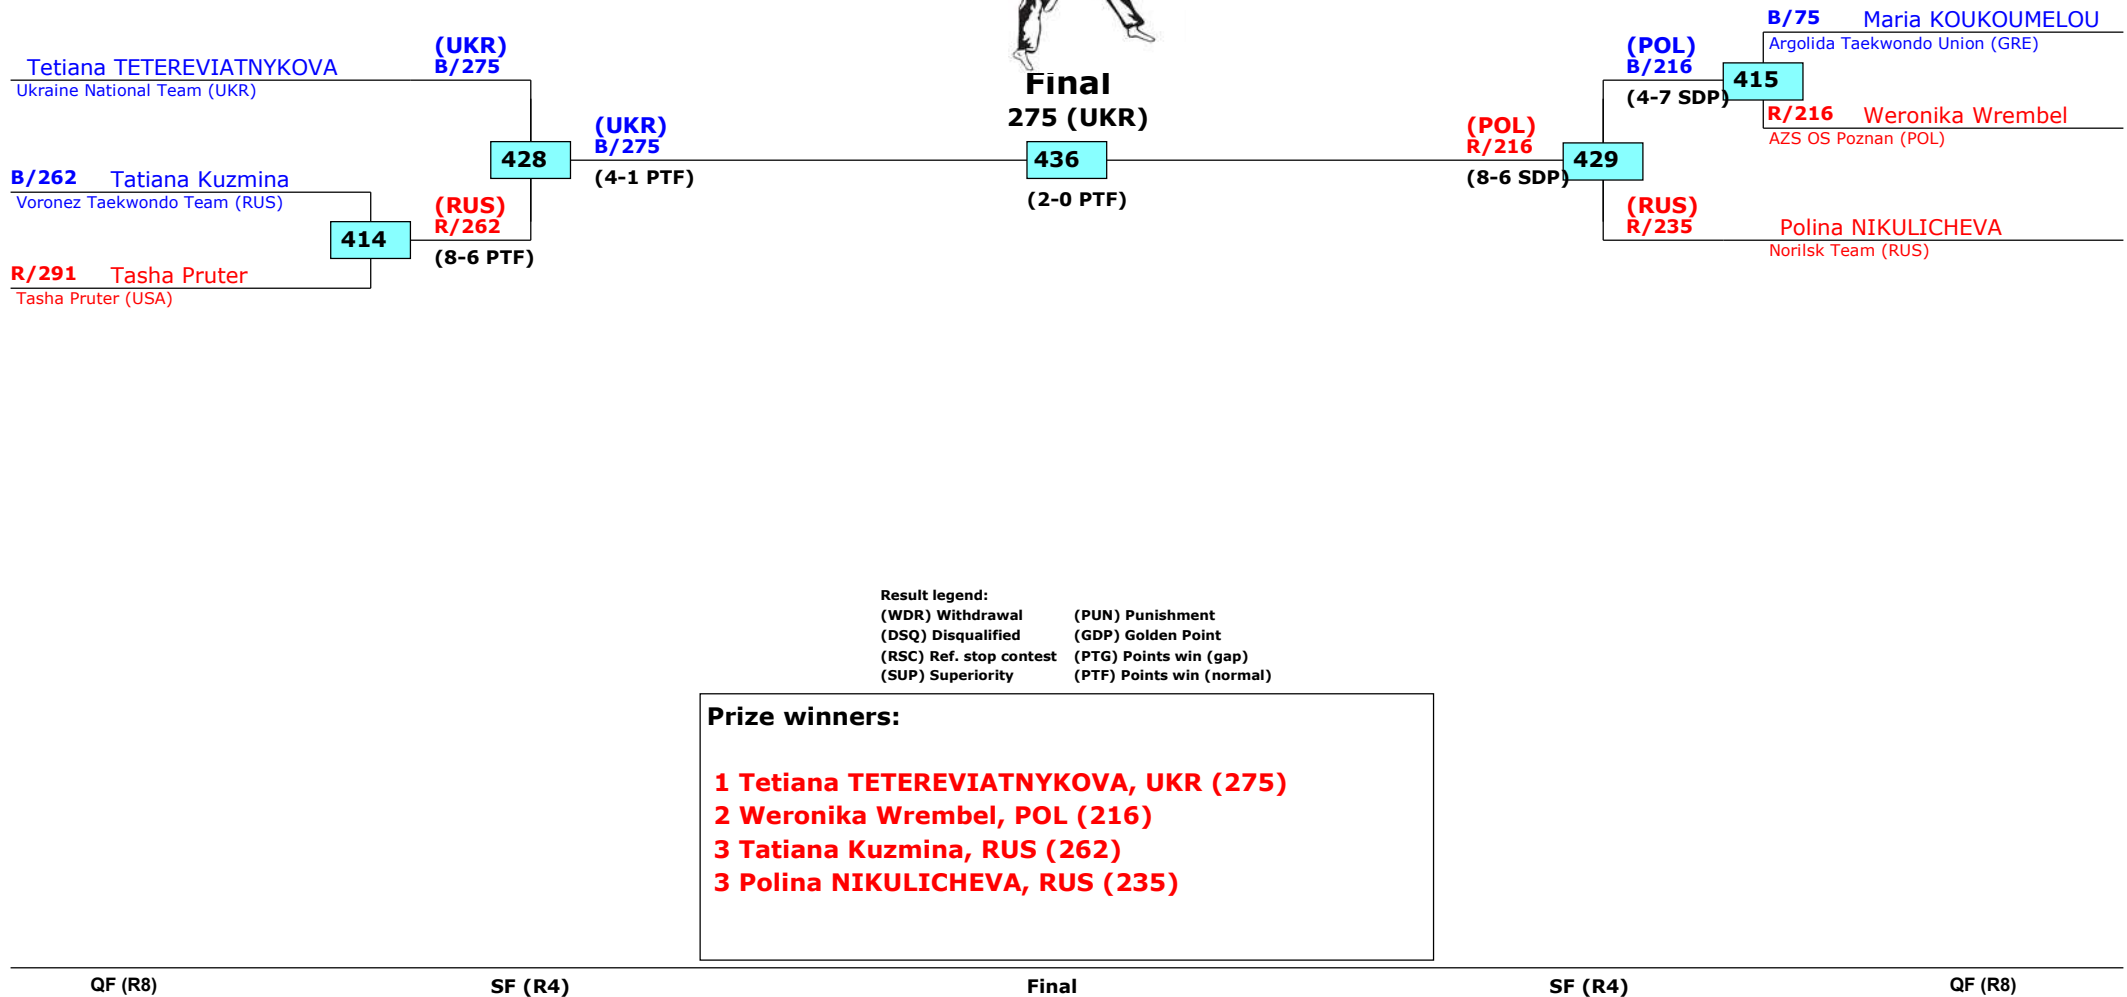 (UKR)
B/275
Tetiana TETEREVIATNYKOVA
Ukraine National Team (UKR)
B/262 Tatiana Kuzmina
Voronez Taekwondo Team (RUS)
R/291 Tasha Pruter
Tasha Pruter (USA)
414
(RUS)
R/262
(8-6 PTF)
428
(UKR)
B/275
(4-1 PTF)
Final
275 (UKR)
436
(2-0 PTF)
(POL)
R/216
(8-6 SDP)
429
(POL)
B/216
(4-7 SDP)
415
B/75 Maria KOUKOUMELOU
Argolida Taekwondo Union (GRE)
R/216 Weronika Wrembel
AZS OS Poznan (POL)
(RUS)
R/235
Polina NIKULICHEVA
Norilsk Team (RUS)
Result legend:
(WDR) Withdrawal (PUN) Punishment
(DSQ) Disqualified (GDP) Golden Point
(RSC) Ref. stop contest (PTG) Points win (gap)
(SUP) Superiority (PTF) Points win (normal)
Prize winners:
1 Tetiana TETEREVIATNYKOVA, UKR (275)
2 Weronika Wrembel, POL (216)
3 Tatiana Kuzmina, RUS (262)
3 Polina NIKULICHEVA, RUS (235)
QF (R8) SF (R4) Final SF (R4) QF (R8)